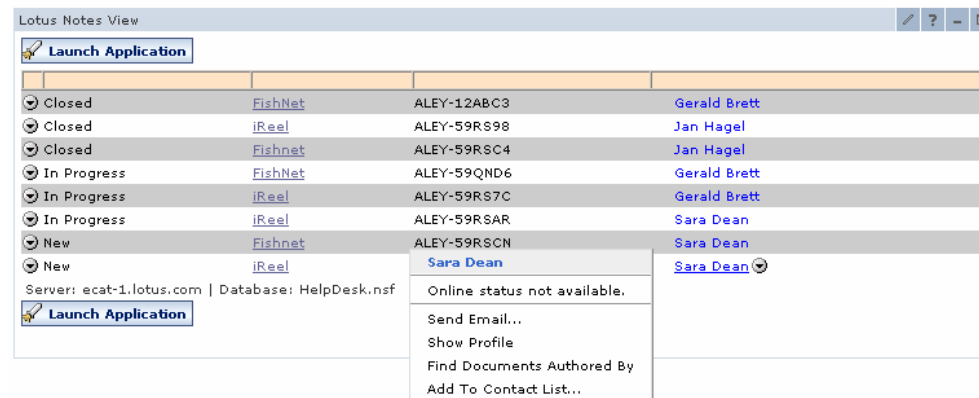 Lotus Notes View ? –
Launch Application
Closed FishNet ALEY-12ABC3 Gerald Brett
Closed iReel ALEY-59RS98 Jan Hagel
Closed Fishnet ALEY-59RSC4 Jan Hagel
In Progress FishNet ALEY-59QND6 Gerald Brett
In Progress iReel ALEY-59RS7C Gerald Brett
In Progress iReel ALEY-59RSAR Sara Dean
New Fishnet ALEY-59RSCN Sara Dean
New iReel Sara Dean
Sara Dean
Server: ecat-1.lotus.com | Database: HelpDesk.nsf
Online status not available.
Launch Application
Send Email...
Show Profile
Find Documents Authored By
Add To Contact List...